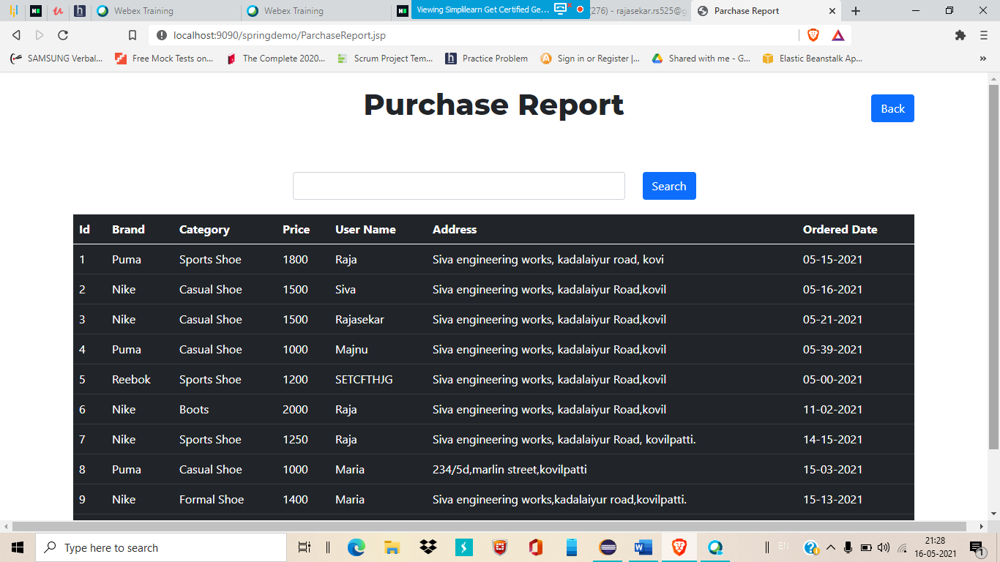 Webex Training
Webex Training
Viewing Simplilearn Get Certified Ge...
(276) - rajasekar.rs525@g
Parchase Report
localhost:9090/springdemo/ParchaseReport.jsp
SAMSUNG Verbal... Free Mock Tests on... The Complete 2020... Scrum Project Tem... Practice Problem Sign in or Register |... Shared with me - G... Elastic Beanstalk Ap... »
Purchase Report
Back
Search
Id Brand Category Price User Name Address Ordered Date
1 Puma Sports Shoe 1800 Raja Siva engineering works, kadalaiyur road, kovi 05-15-2021
2 Nike Casual Shoe 1500 Siva Siva engineering works, kadalaiyur Road,kovil 05-16-2021
3 Nike Casual Shoe 1500 Rajasekar Siva engineering works, kadalaiyur Road,kovil 05-21-2021
4 Puma Casual Shoe 1000 Majnu Siva engineering works, kadalaiyur Road,kovil 05-39-2021
5 Reebok Sports Shoe 1200 SETCFTHJG Siva engineering works, kadalaiyur Road,kovil 05-00-2021
6 Nike Boots 2000 Raja Siva engineering works, kadalaiyur Road,kovil 11-02-2021
7 Nike Sports Shoe 1250 Raja Siva engineering works, kadalaiyur Road, kovilpatti. 14-15-2021
8 Puma Casual Shoe 1000 Maria 234/5d,marlin street,kovilpatti 15-03-2021
9 Nike Formal Shoe 1400 Maria Siva engineering works,kadalaiyur road,kovilpatti. 15-13-2021
Type here to search
EN
21:28
16-05-2021
1